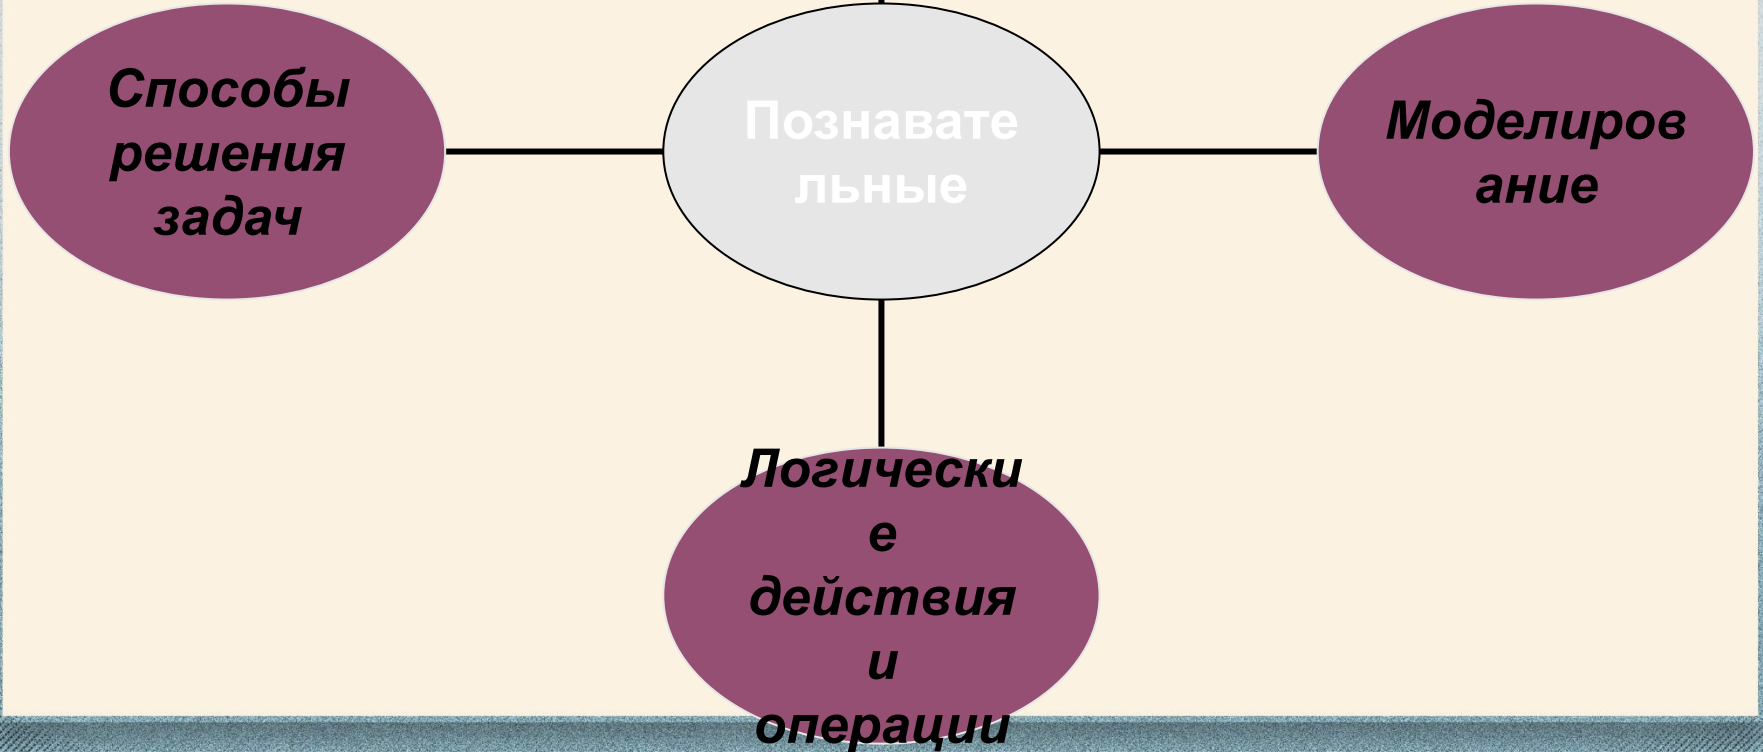 Способы
решения
задач
Познавате
льные
Моделиров
ание
Логически
е
действия
и
операции